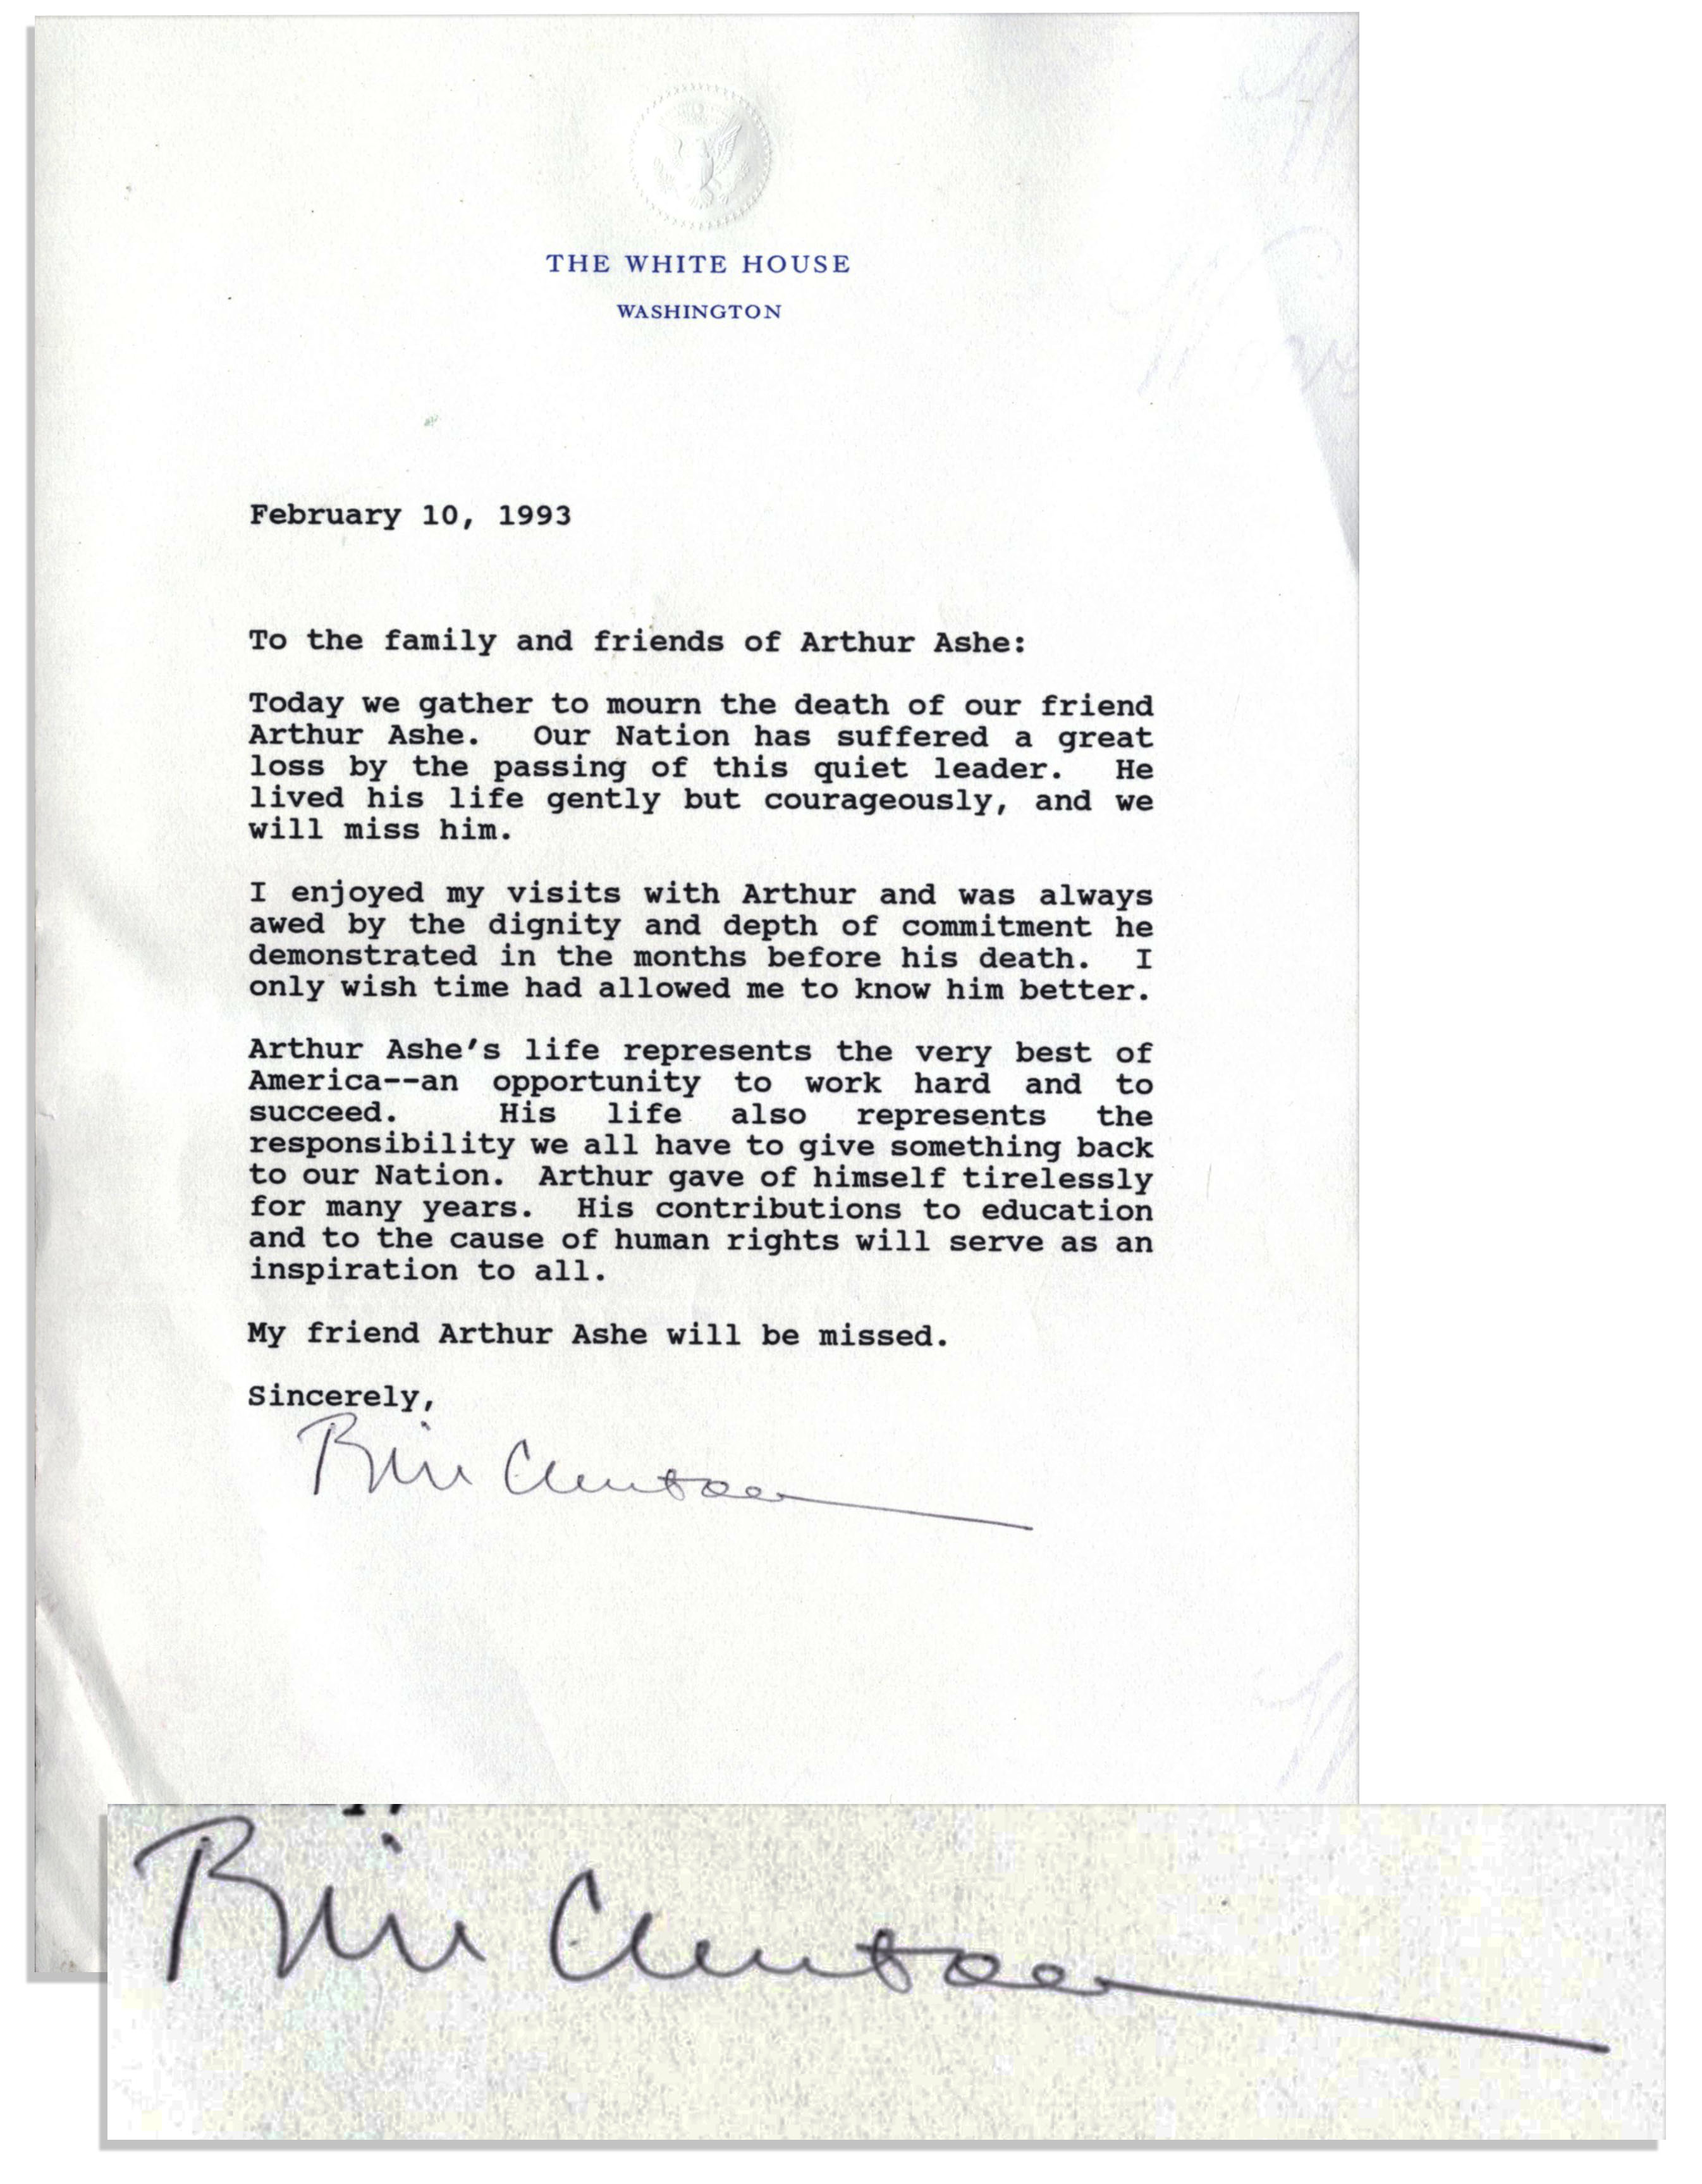 THE WHITE HOUSE
WASHINGTON
February 10, 1993
To the family and friends of Arthur Ashe:
Today we gather to mourn the death of our friend
Arthur Ashe. Our Nation has suffered a great
loss by the passing of this quiet leader. He
lived his life gently but courageously, and we
will miss him.
I enjoyed my visits with Arthur and was always
awed by the dignity and depth of commitment he
demonstrated in the months before his death. I
only wish time had allowed me to know him better.
Arthur Ashe's life represents the very best of
America--an opportunity to work hard and to
succeed. His life also represents the
responsibility we all have to give something back
to our Nation. Arthur gave of himself tirelessly
for many years. His contributions to education
and to the cause of human rights will serve as an
inspiration to all.
My friend Arthur Ashe will be missed.
Sincerely,
Bill Clinton
Bill Clinton